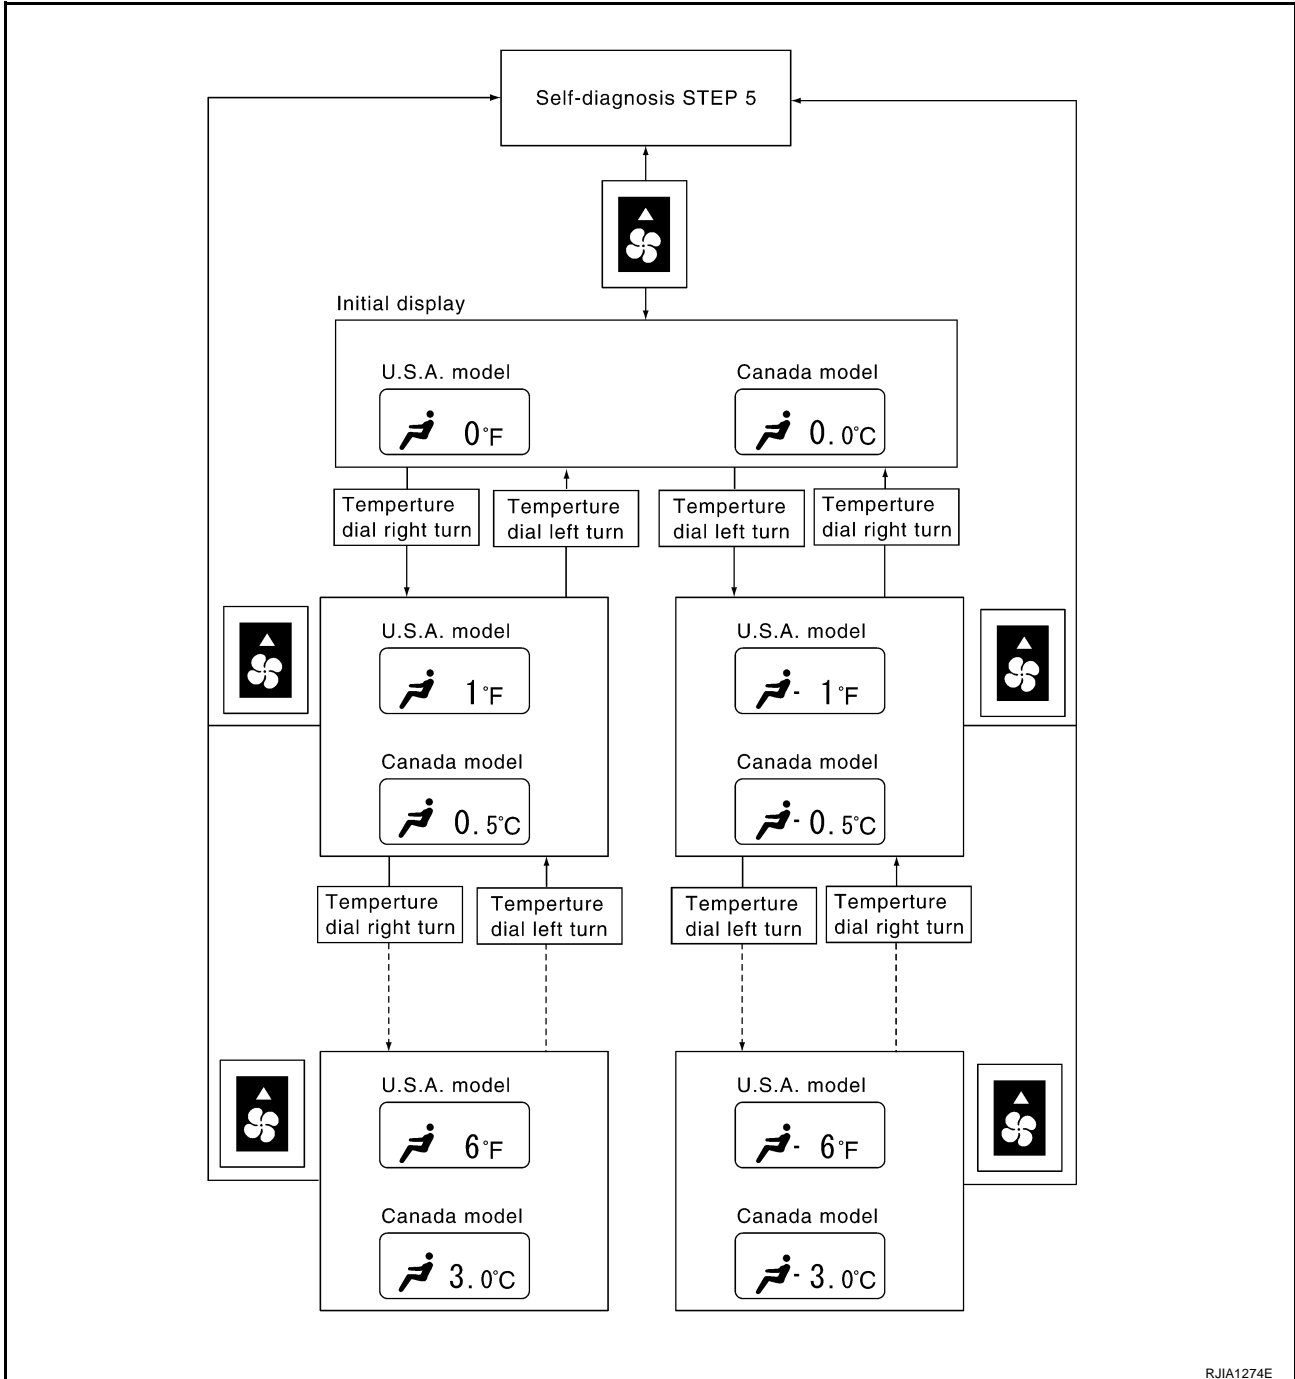 Self-diagnosis STEP 5
Initial display
U.S.A. model
0°F
Canada model
0.0°C
Temperture
dial right turn
Temperture
dial left turn
Temperture
dial left turn
Temperture
dial right turn
U.S.A. model
1°F
Canada model
0.5°C
U.S.A. model
- 1°F
Canada model
- 0.5°C
Temperture
dial right turn
Temperture
dial left turn
Temperture
dial left turn
Temperture
dial right turn
U.S.A. model
6°F
Canada model
3.0°C
U.S.A. model
- 6°F
Canada model
- 3.0°C
RJIA1274E